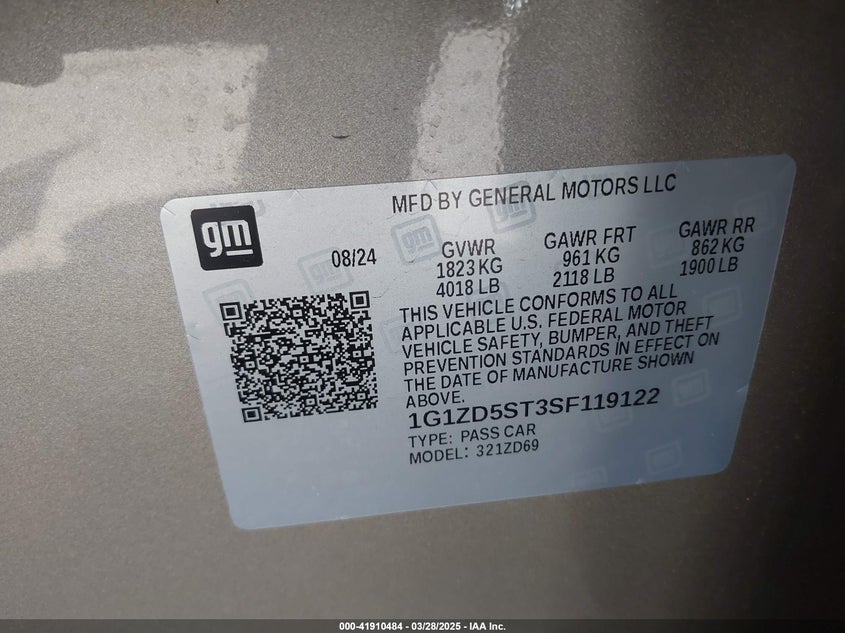 MFD BY GENERAL MOTORS LLC
gm
08/24
GVWR
1823 KG
4018 LB
GAWR FRT
961 KG
2118 LB
GAWR RR
862 KG
1900 LB
THIS VEHICLE CONFORMS TO ALL
APPLICABLE U.S. FEDERAL MOTOR
VEHICLE SAFETY, BUMPER, AND THEFT
PREVENTION STANDARDS IN EFFECT ON
THE DATE OF MANUFACTURE SHOWN
ABOVE.
1G1ZD5ST3SF119122
TYPE: PASS CAR
MODEL: 321ZD69
000-41910484 — 03/28/2025 — IAA Inc.